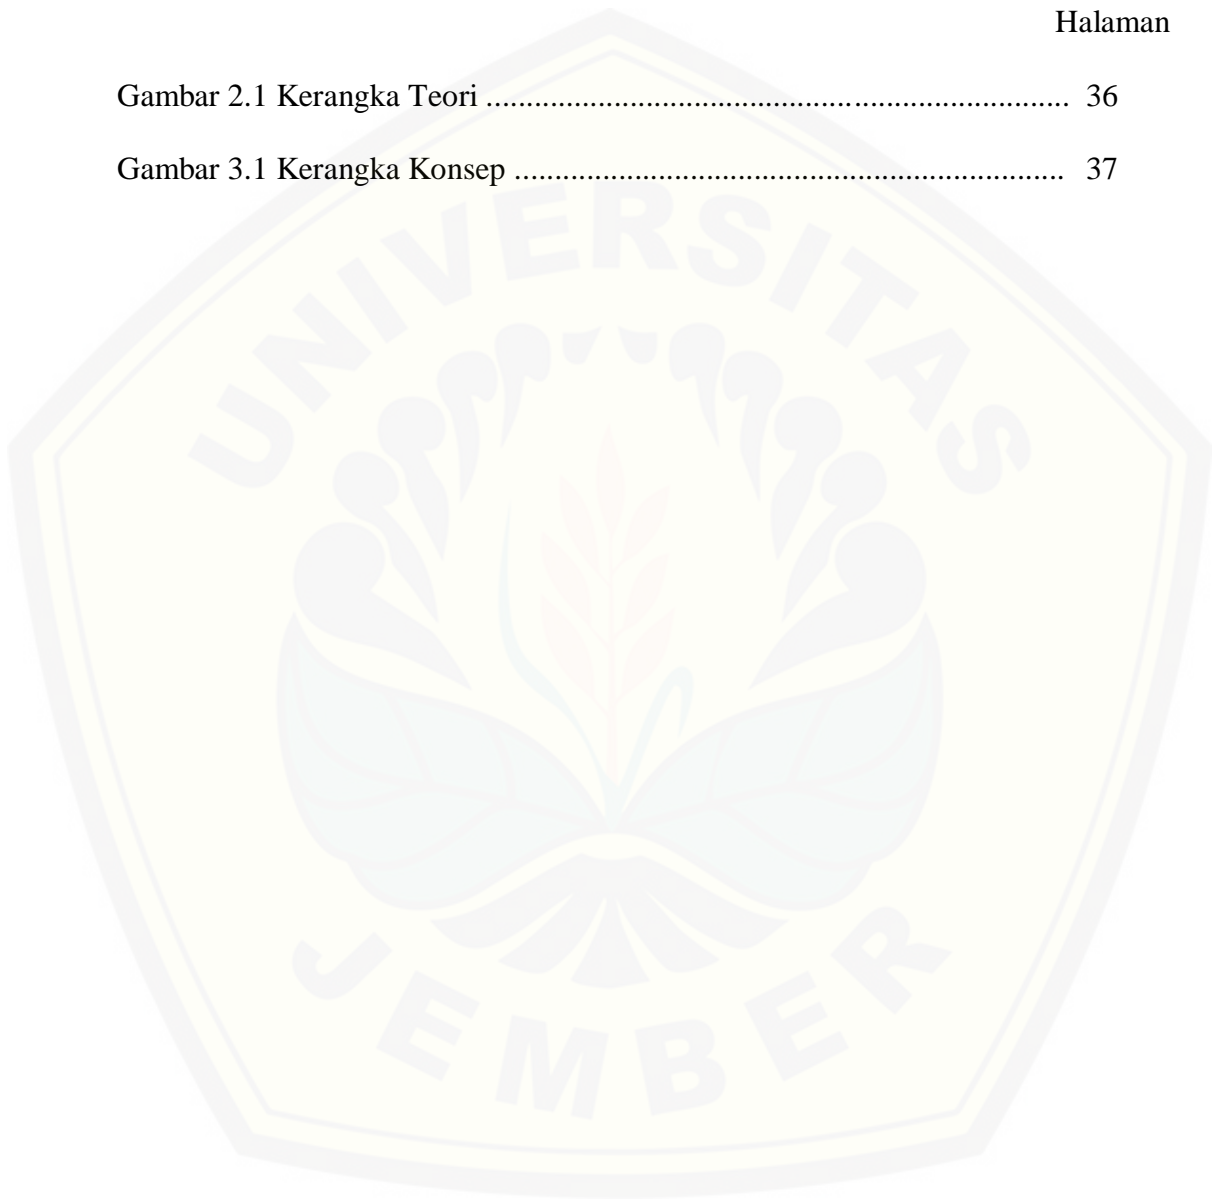 Halaman
Gambar 2.1 Kerangka Teori ........................................................................ 36
Gambar 3.1 Kerangka Konsep .................................................................... 37
UNIVERSITAS
JEMBER